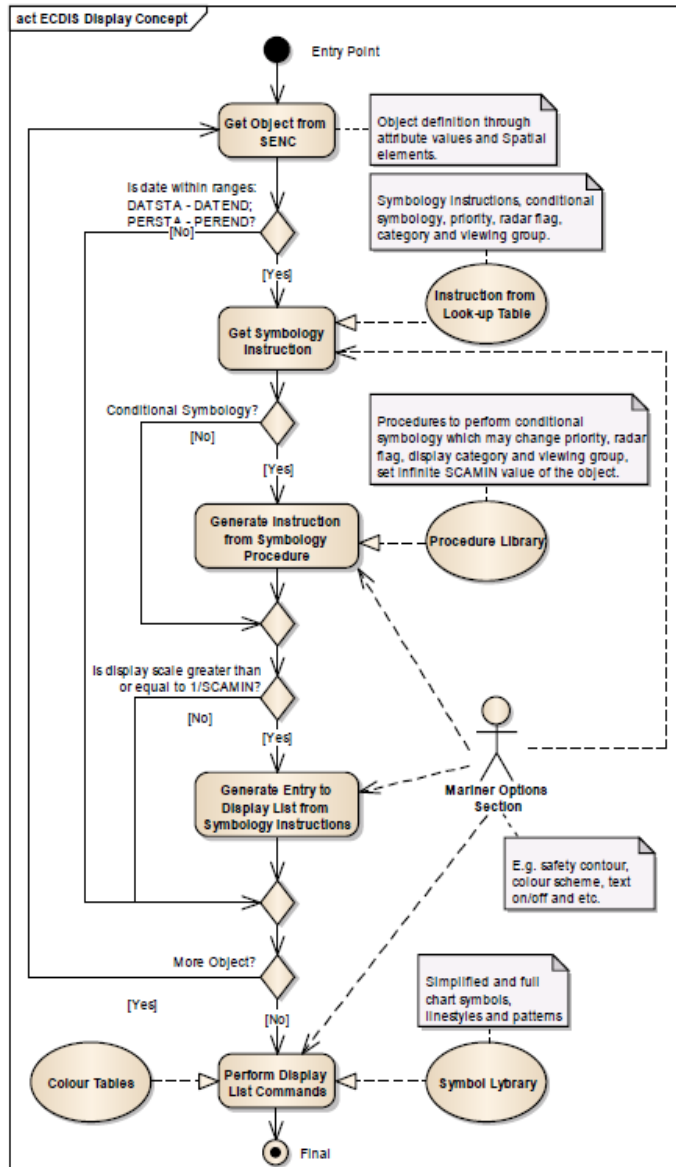 act ECDIS Display Concept
Entry Point
Get Object from
SENC
Object definition through
attribute values and Spatial
elements.
Is date within ranges:
DATSTA - DATEND;
PERSTA - PEREND?
[No]
[Yes]
Symbology Instructions, conditional
symbology, priority, radar flag,
category and viewing group.
Instruction from
Look-up Table
Get Symbology
Instruction
Conditional Symbology?
[No]
[Yes]
Procedures to perform conditional
symbology which may change priority, radar
flag, display category and viewing group,
set infinite SCAMIN value of the object.
Generate Instruction
from Symbology
Procedure
Procedure Library
Is display scale greater than
or equal to 1/SCAMIN?
[No]
[Yes]
Mariner Options
Section
Generate Entry to
Display List from
Symbology Instructions
E.g. safety contour,
colour scheme, text
on/off and etc.
More Object?
[Yes]
[No]
Simplified and full
chart symbols,
linestyles and patterns
Colour Tables
Perform Display
List Commands
Symbol Lybrary
Final